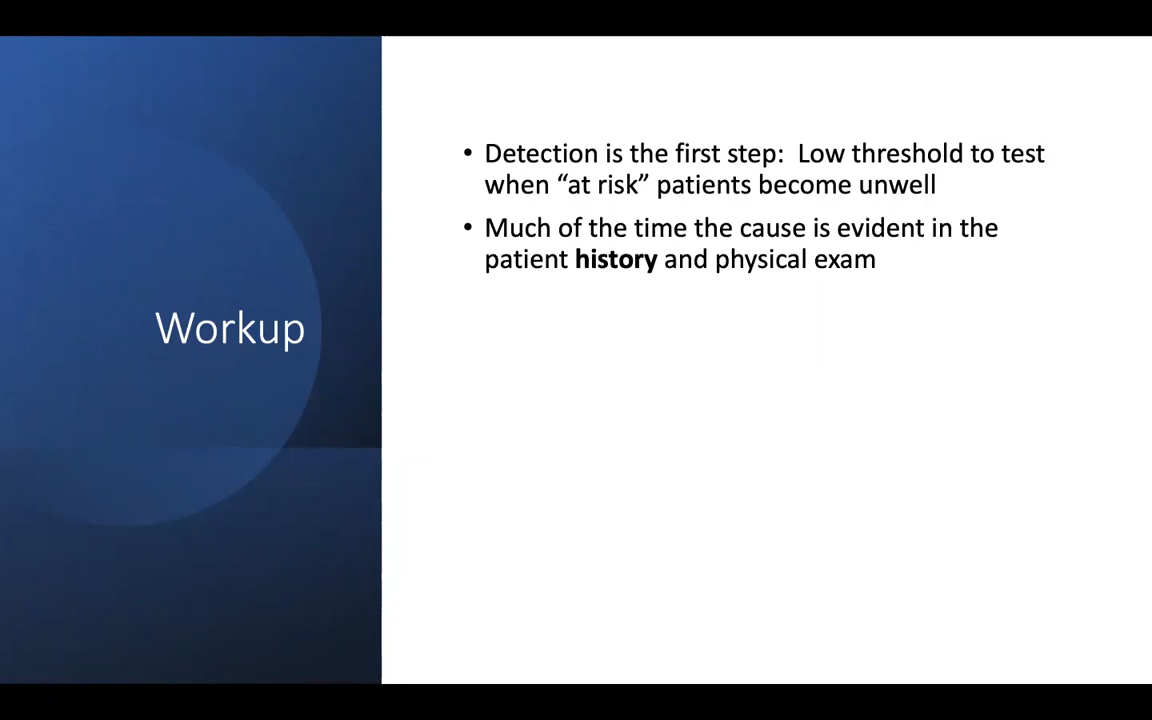 Workup
• Detection is the first step:  Low threshold to test
when “at risk” patients become unwell
• Much of the time the cause is evident in the
patient history and physical exam